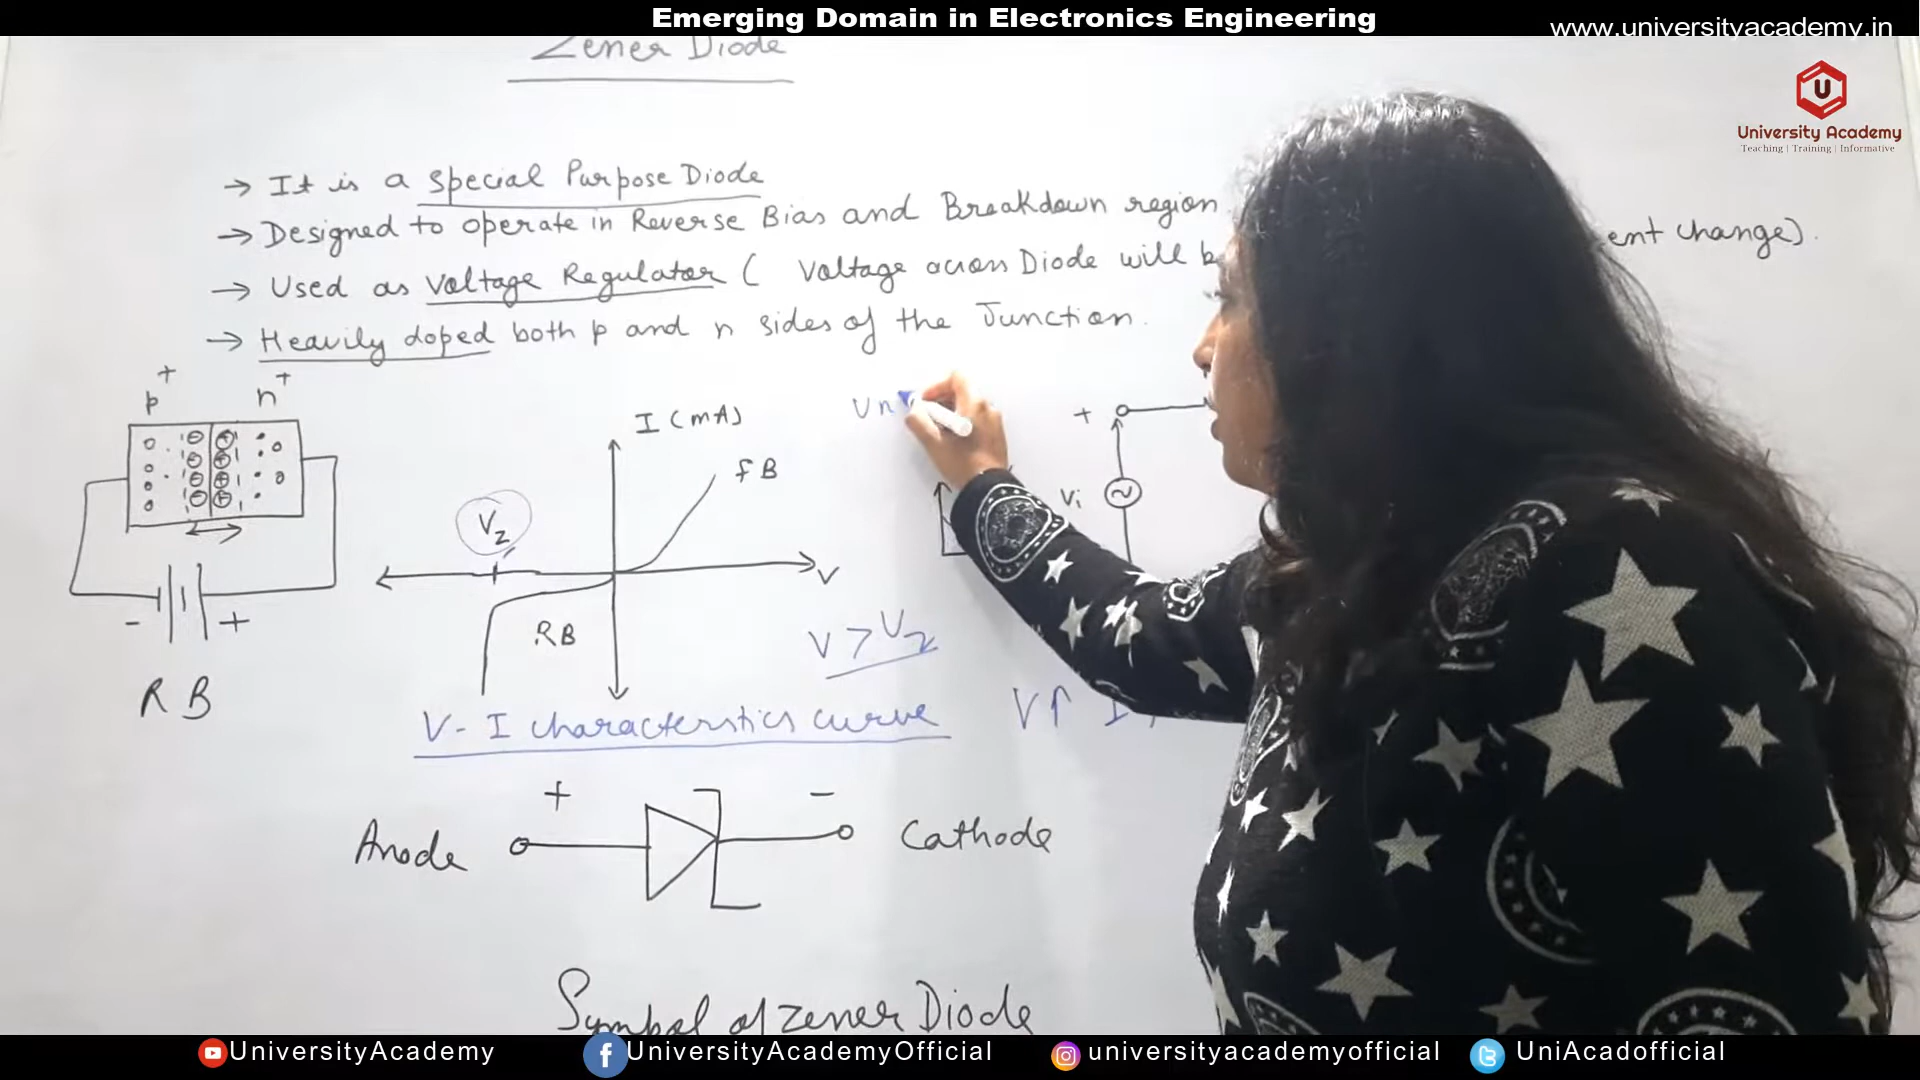 Emerging Domain in Electronics Engineering
www.universityacademy.in
Zener Diode
U
University Academy
Teaching | Training | Informative
→ It is a special Purpose Diode
→ Designed to operate in Reverse Bias and Breakdown region
→ Used as Voltage Regulator ( Voltage across Diode will b
ent change).
→ Heavily doped both p and n sides of the Junction.
p+ n+
I (mA)
Un
+
FB
Vi
Vz
V
- +
RB
V > Vz
RB
V-I characterstics curve
V↑ I
+ -
Anode Cathode
Symbol of zener Diode
UniversityAcademy
UniversityAcademyOfficial
universityacademyofficial
UniAcadofficial